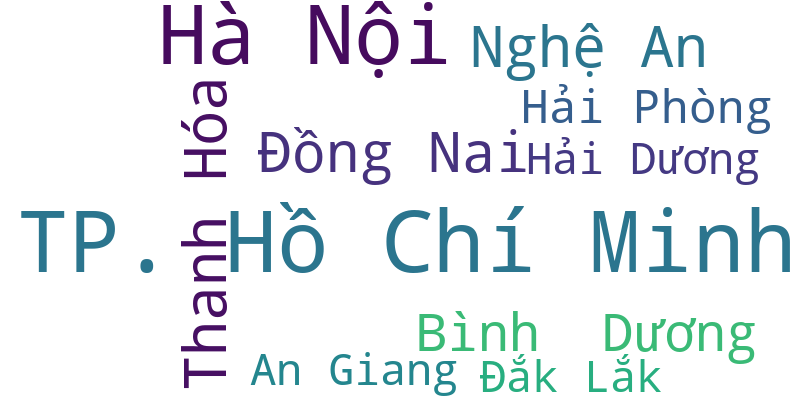 Hà Nội
Nghệ An
Hải Phòng
Thanh Hóa
Đồng Nai
Hải Dương
TP. Hồ Chí Minh
Bình Dương
An Giang
Đắk Lắk